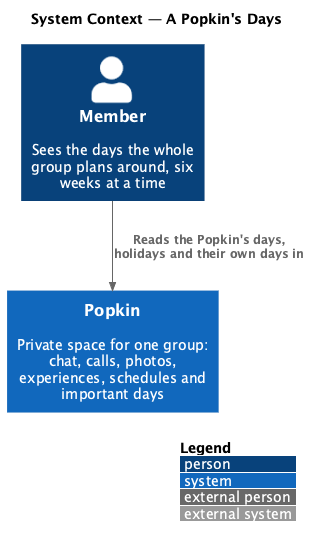 System Context — A Popkin's Days
Member
Sees the days the whole
group plans around, six
weeks at a time
Reads the Popkin's days,
holidays and their own days in
Popkin
Private space for one group:
chat, calls, photos,
experiences, schedules and
important days
Legend
person
system
external person
external system